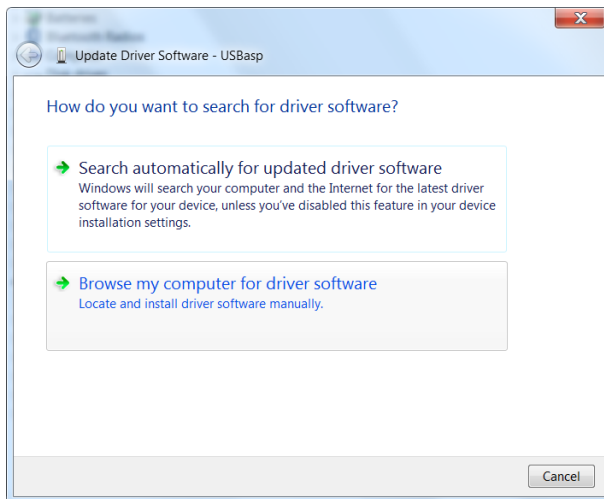 Batteries
Bluetooth Radios
Update Driver Software - USBasp
How do you want to search for driver software?
Search automatically for updated driver software
Windows will search your computer and the Internet for the latest driver
software for your device, unless you've disabled this feature in your device
installation settings.
Browse my computer for driver software
Locate and install driver software manually.
Cancel